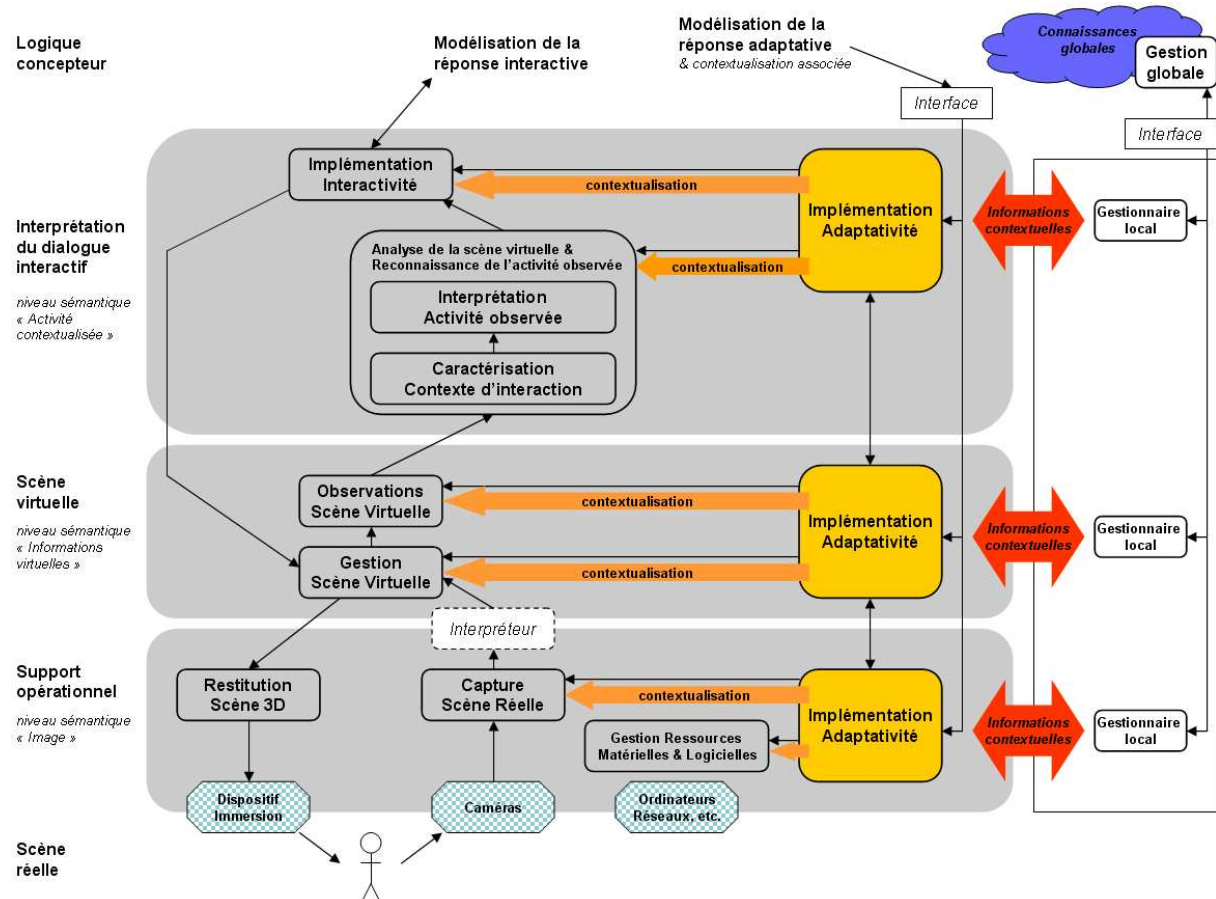 Logique
concepteur
Modélisation de la
réponse interactive
Modélisation de la
réponse adaptative
& contextualisation associée
Interface
Connaissances
globales
Gestion
globale
Interface
Interprétation
du dialogue
interactif
niveau sémantique
« Activité
contextualisée »
Implémentation
Interactivité
contextualisation
Analyse de la scène virtuelle &
Reconnaissance de l'activité observée
contextualisation
Interprétation
Activité observée
Caractérisation
Contexte d'interaction
Implémentation
Adaptativité
Informations
contextuelles
Gestionnaire
local
Scène
virtuelle
niveau sémantique
« Informations
virtuelles »
Observations
Scène Virtuelle
contextualisation
Gestion
Scène Virtuelle
contextualisation
Implémentation
Adaptativité
Informations
contextuelles
Gestionnaire
local
Interpréteur
Support
opérationnel
niveau sémantique
« Image »
Restitution
Scène 3D
Capture
Scène Réelle
contextualisation
Gestion Ressources
Matérielles & Logicielles
Implémentation
Adaptativité
Informations
contextuelles
Gestionnaire
local
Dispositif
Immersion
Caméras
Ordinateurs
Réseaux, etc.
Scène
réelle